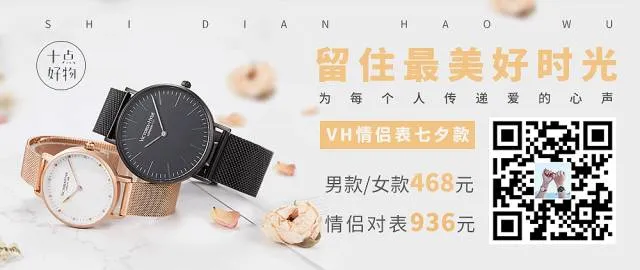 SHI DIAN HAO WU
十点
好物
留住最美好时光
为每个人传递爱的心声
VH情侣表七夕款
男款/女款468元
情侣对表936元